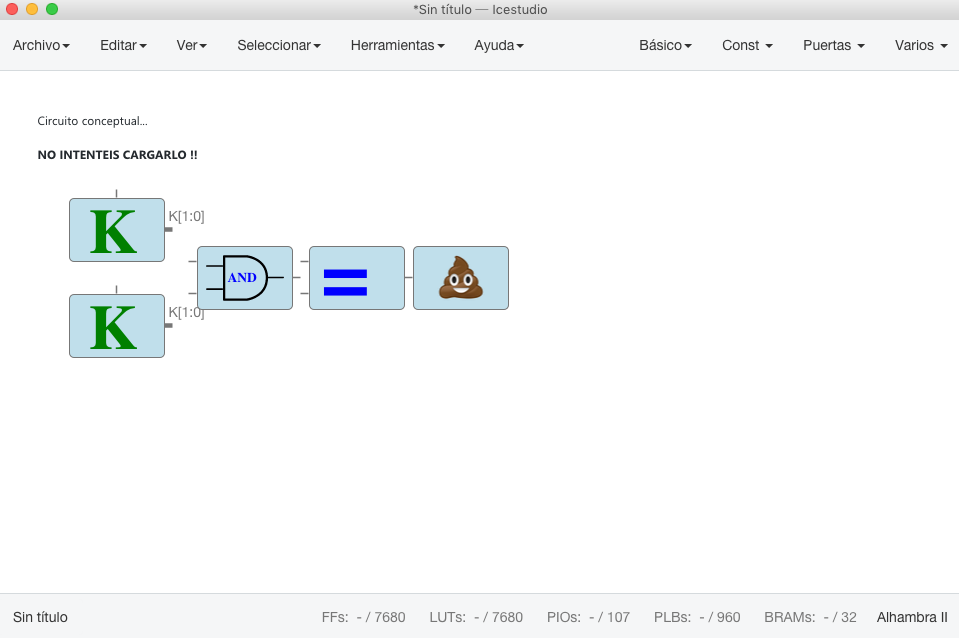 *Sin título — Icestudio
Archivo Editar Ver Seleccionar Herramientas Ayuda Básico Const Puertas Varios
Circuito conceptual...
NO INTENTEIS CARGARLO !!
K K[1:0]
AND
K K[1:0]
Sin título FFs: - / 7680 LUTs: - / 7680 PIOs: - / 107 PLBs: - / 960 BRAMs: - / 32 Alhambra II